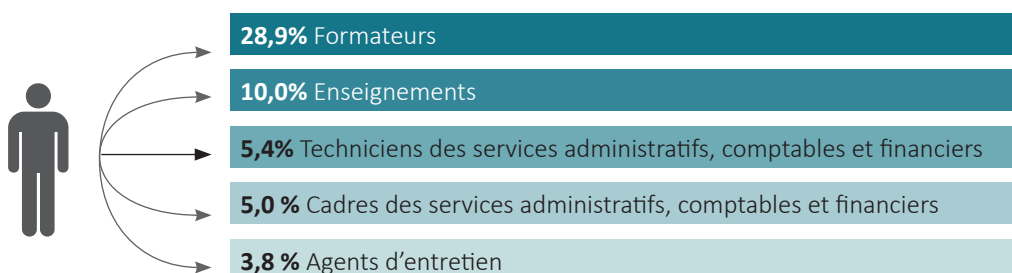 28,9% Formateurs
10,0% Enseignements
5,4% Techniciens des services administratifs, comptables et financiers
5,0 % Cadres des services administratifs, comptables et financiers
3,8 % Agents d’entretien